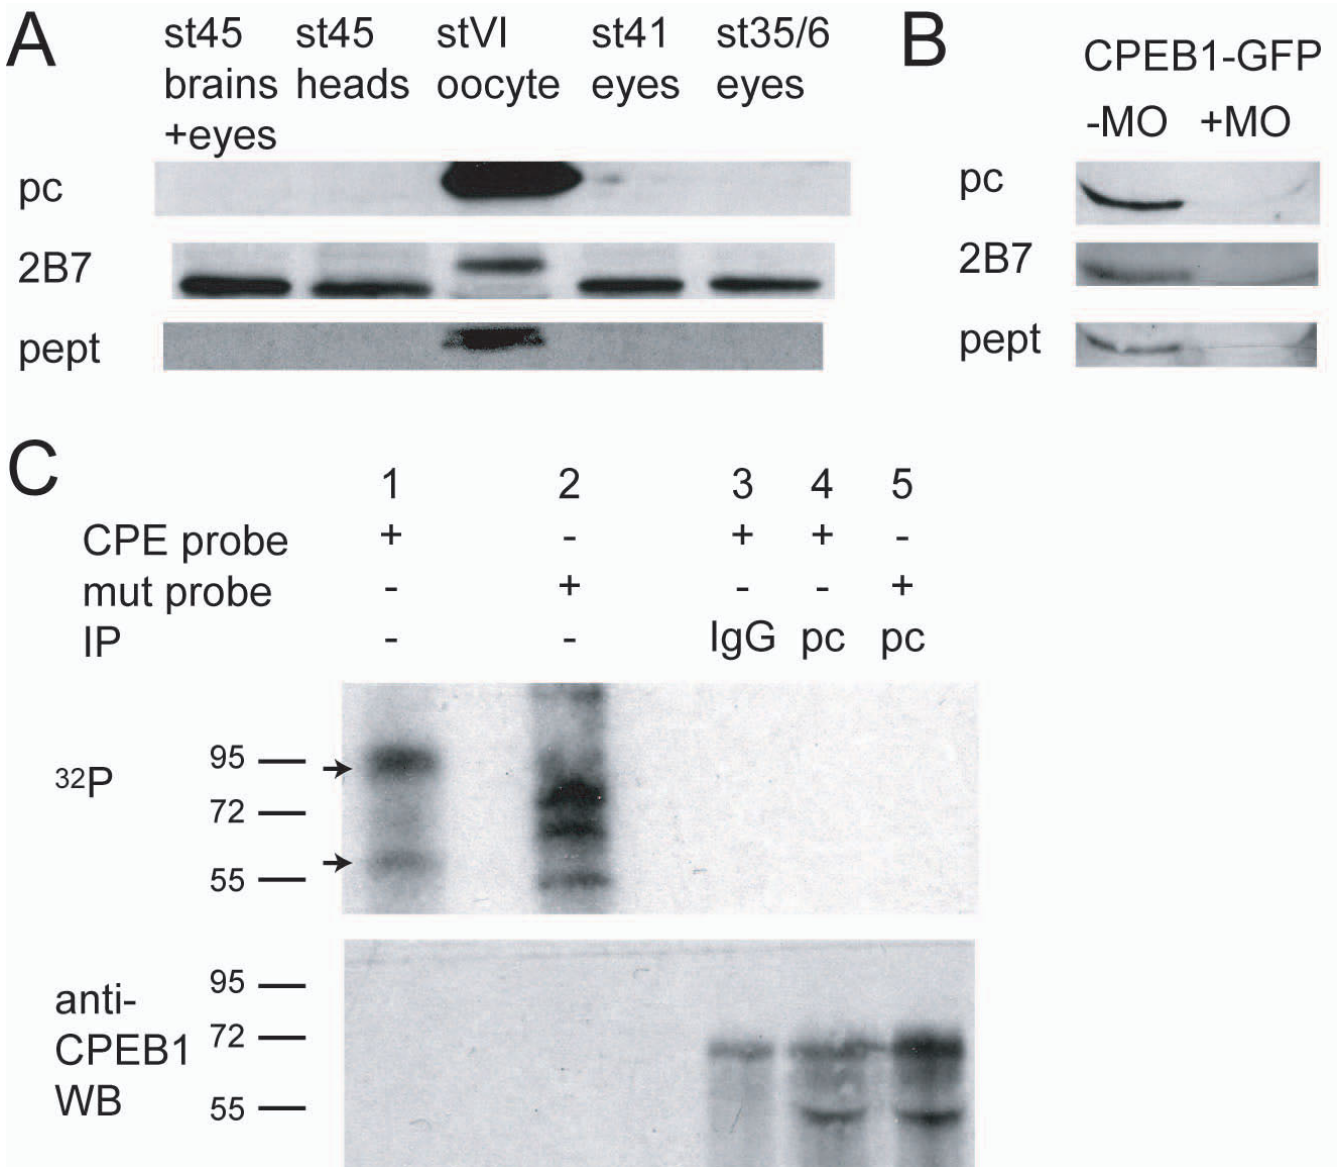 A
st45 st45 stVI st41 st35/6
brains heads oocyte eyes eyes
+eyes
pc
2B7
pept
B
CPEB1-GFP
-MO +MO
pc
2B7
pept
C
1 2 3 4 5
CPE probe + - + + -
mut probe - + - - +
IP - - IgG pc pc
32P
95
72
55
anti-
CPEB1
WB
95
72
55